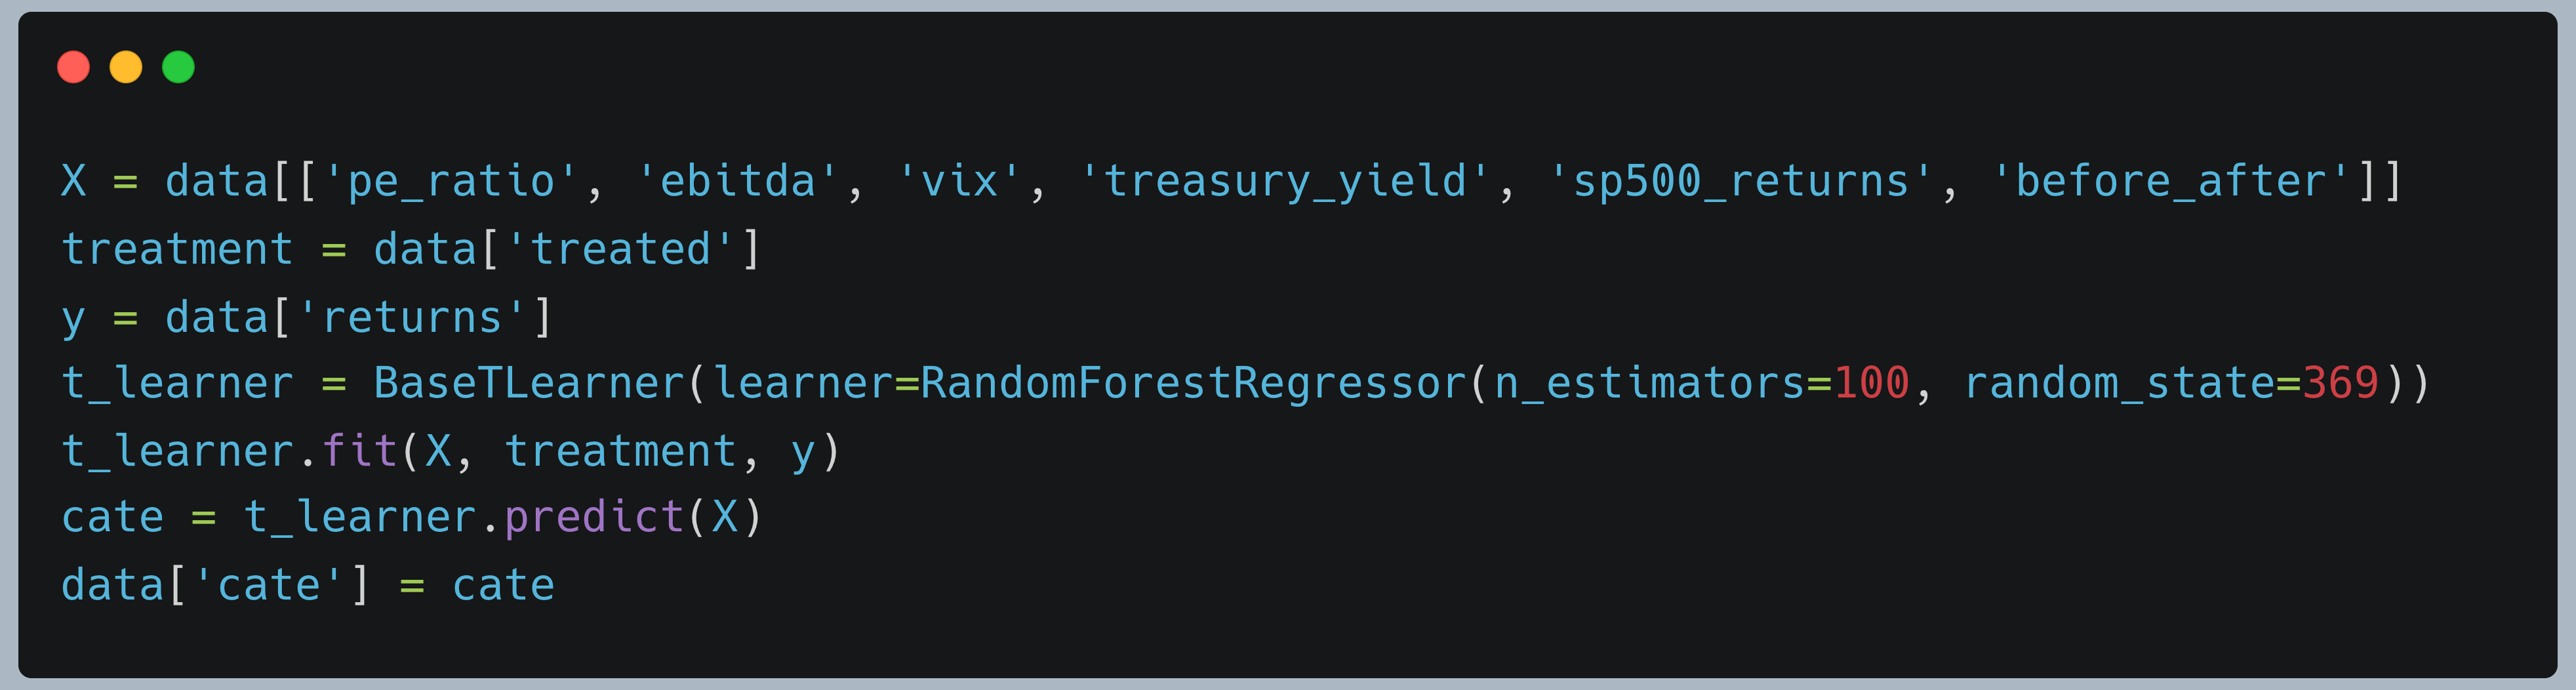 X = data[['pe_ratio', 'ebitda', 'vix', 'treasury_yield', 'sp500_returns', 'before_after']]
treatment = data['treated']
y = data['returns']
t_learner = BaseTLearner(learner=RandomForestRegressor(n_estimators=100, random_state=369))
t_learner.fit(X, treatment, y)
cate = t_learner.predict(X)
data['cate'] = cate